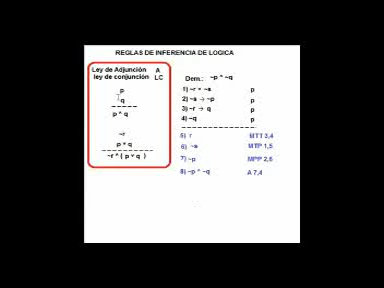 REGLAS DE INFERENCIA DE LOGICA
Ley de Adjunción A
ley de conjunción LC
p
q
p ^ q
¬r
p ∨ q
¬r ^ ( p ∨ q )
Dem.: ¬p ^ ¬q
1) ¬r ∨ ¬s p
2) ¬s → ¬p p
3) ¬r → q p
4) ¬q p
5) r MTT 3,4
6) ¬s MTP 1,5
7) ¬p MPP 2,6
8) ¬p ^ ¬q A 7,4